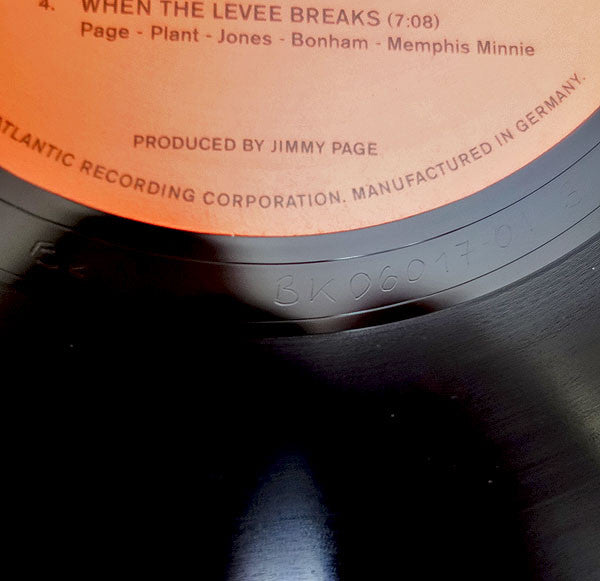 4. WHEN THE LEVEE BREAKS (7:08)
Page - Plant - Jones - Bonham - Memphis Minnie
PRODUCED BY JIMMY PAGE
ATLANTIC RECORDING CORPORATION. MANUFACTURED IN GERMANY.
BK 06017-01